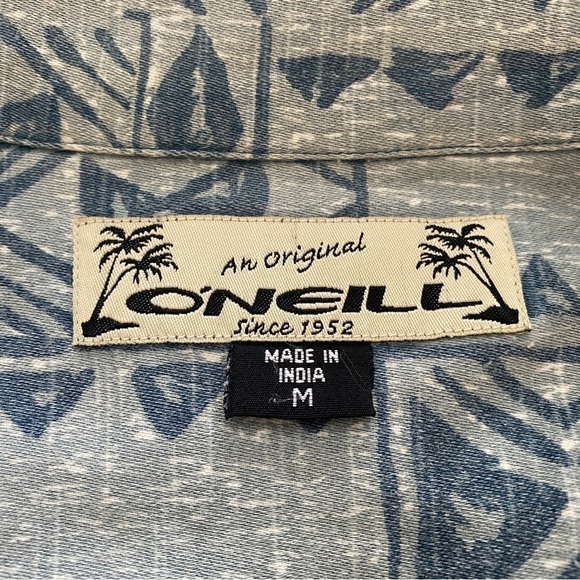 An Original
O'NEILL
Since 1952
MADE IN
INDIA
M